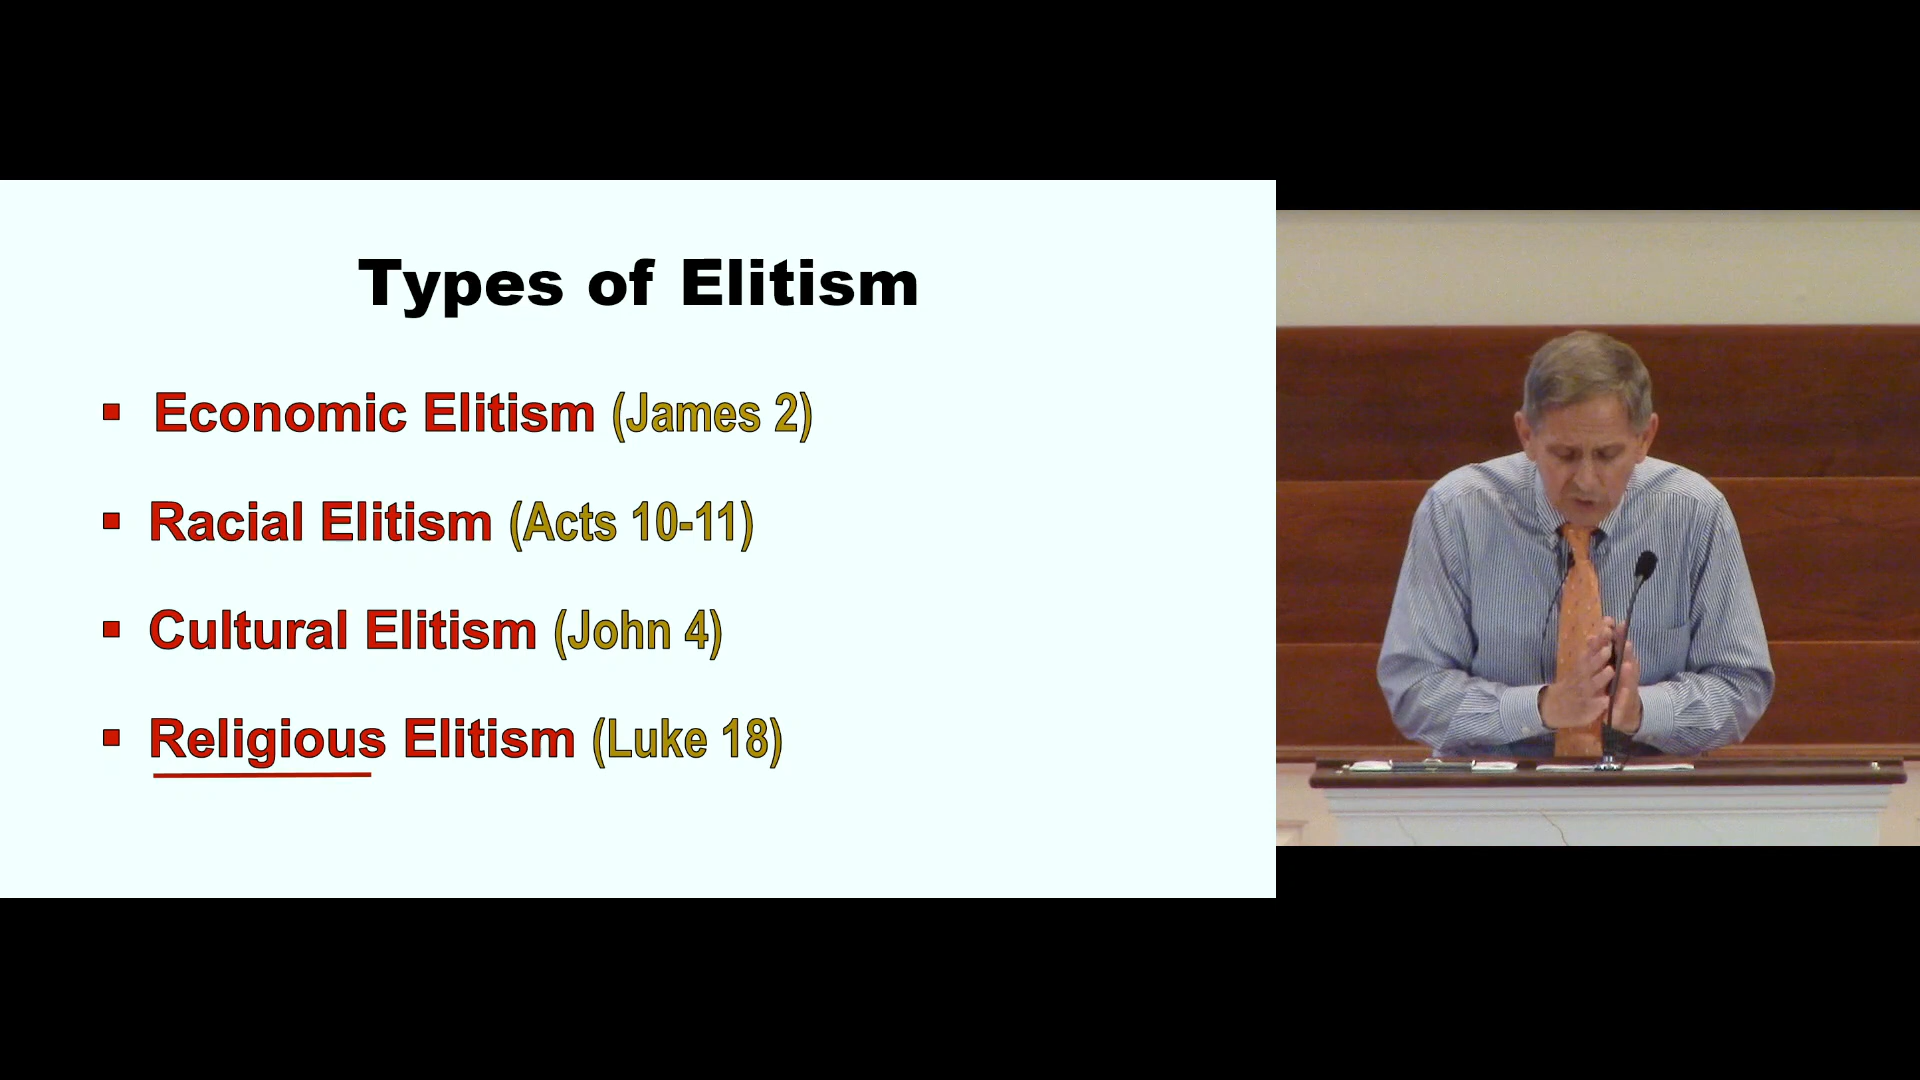 Types of Elitism
▪ Economic Elitism (James 2)
▪ Racial Elitism (Acts 10-11)
▪ Cultural Elitism (John 4)
▪ Religious Elitism (Luke 18)